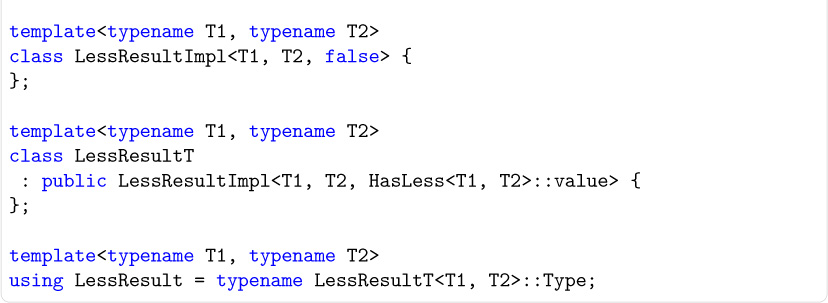 template<typename T1, typename T2>
class LessResultImpl<T1, T2, false> {
};

template<typename T1, typename T2>
class LessResultT
 : public LessResultImpl<T1, T2, HasLess<T1, T2>::value> {
};

template<typename T1, typename T2>
using LessResult = typename LessResultT<T1, T2>::Type;